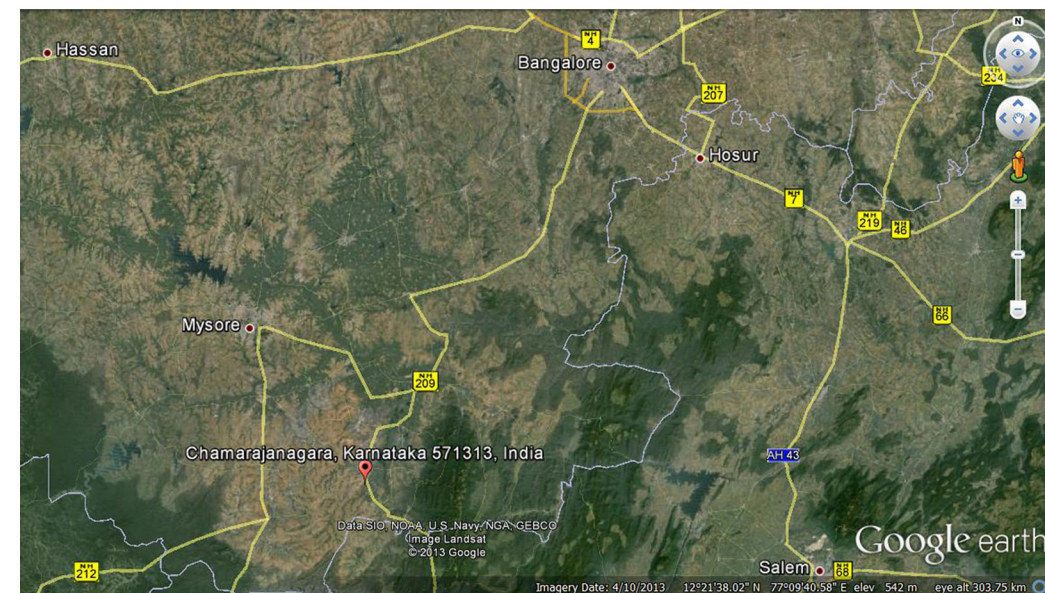 Hassan
NH
4
Bangalore
N
NH
207
NH
234
Hosur
NH
7
NH
219
NH
46
NH
66
Mysore
NH
209
Chamarajanagara, Karnataka 571313, India
AH 43
Data SIO, NOAA, U.S. Navy, NGA, GEBCO
Image Landsat
© 2013 Google
Google earth
NH
212
Salem
NH
68
Imagery Date: 4/10/2013 12°21'38.02" N 77°09'40.58" E elev 542 m eye alt 303.75 km